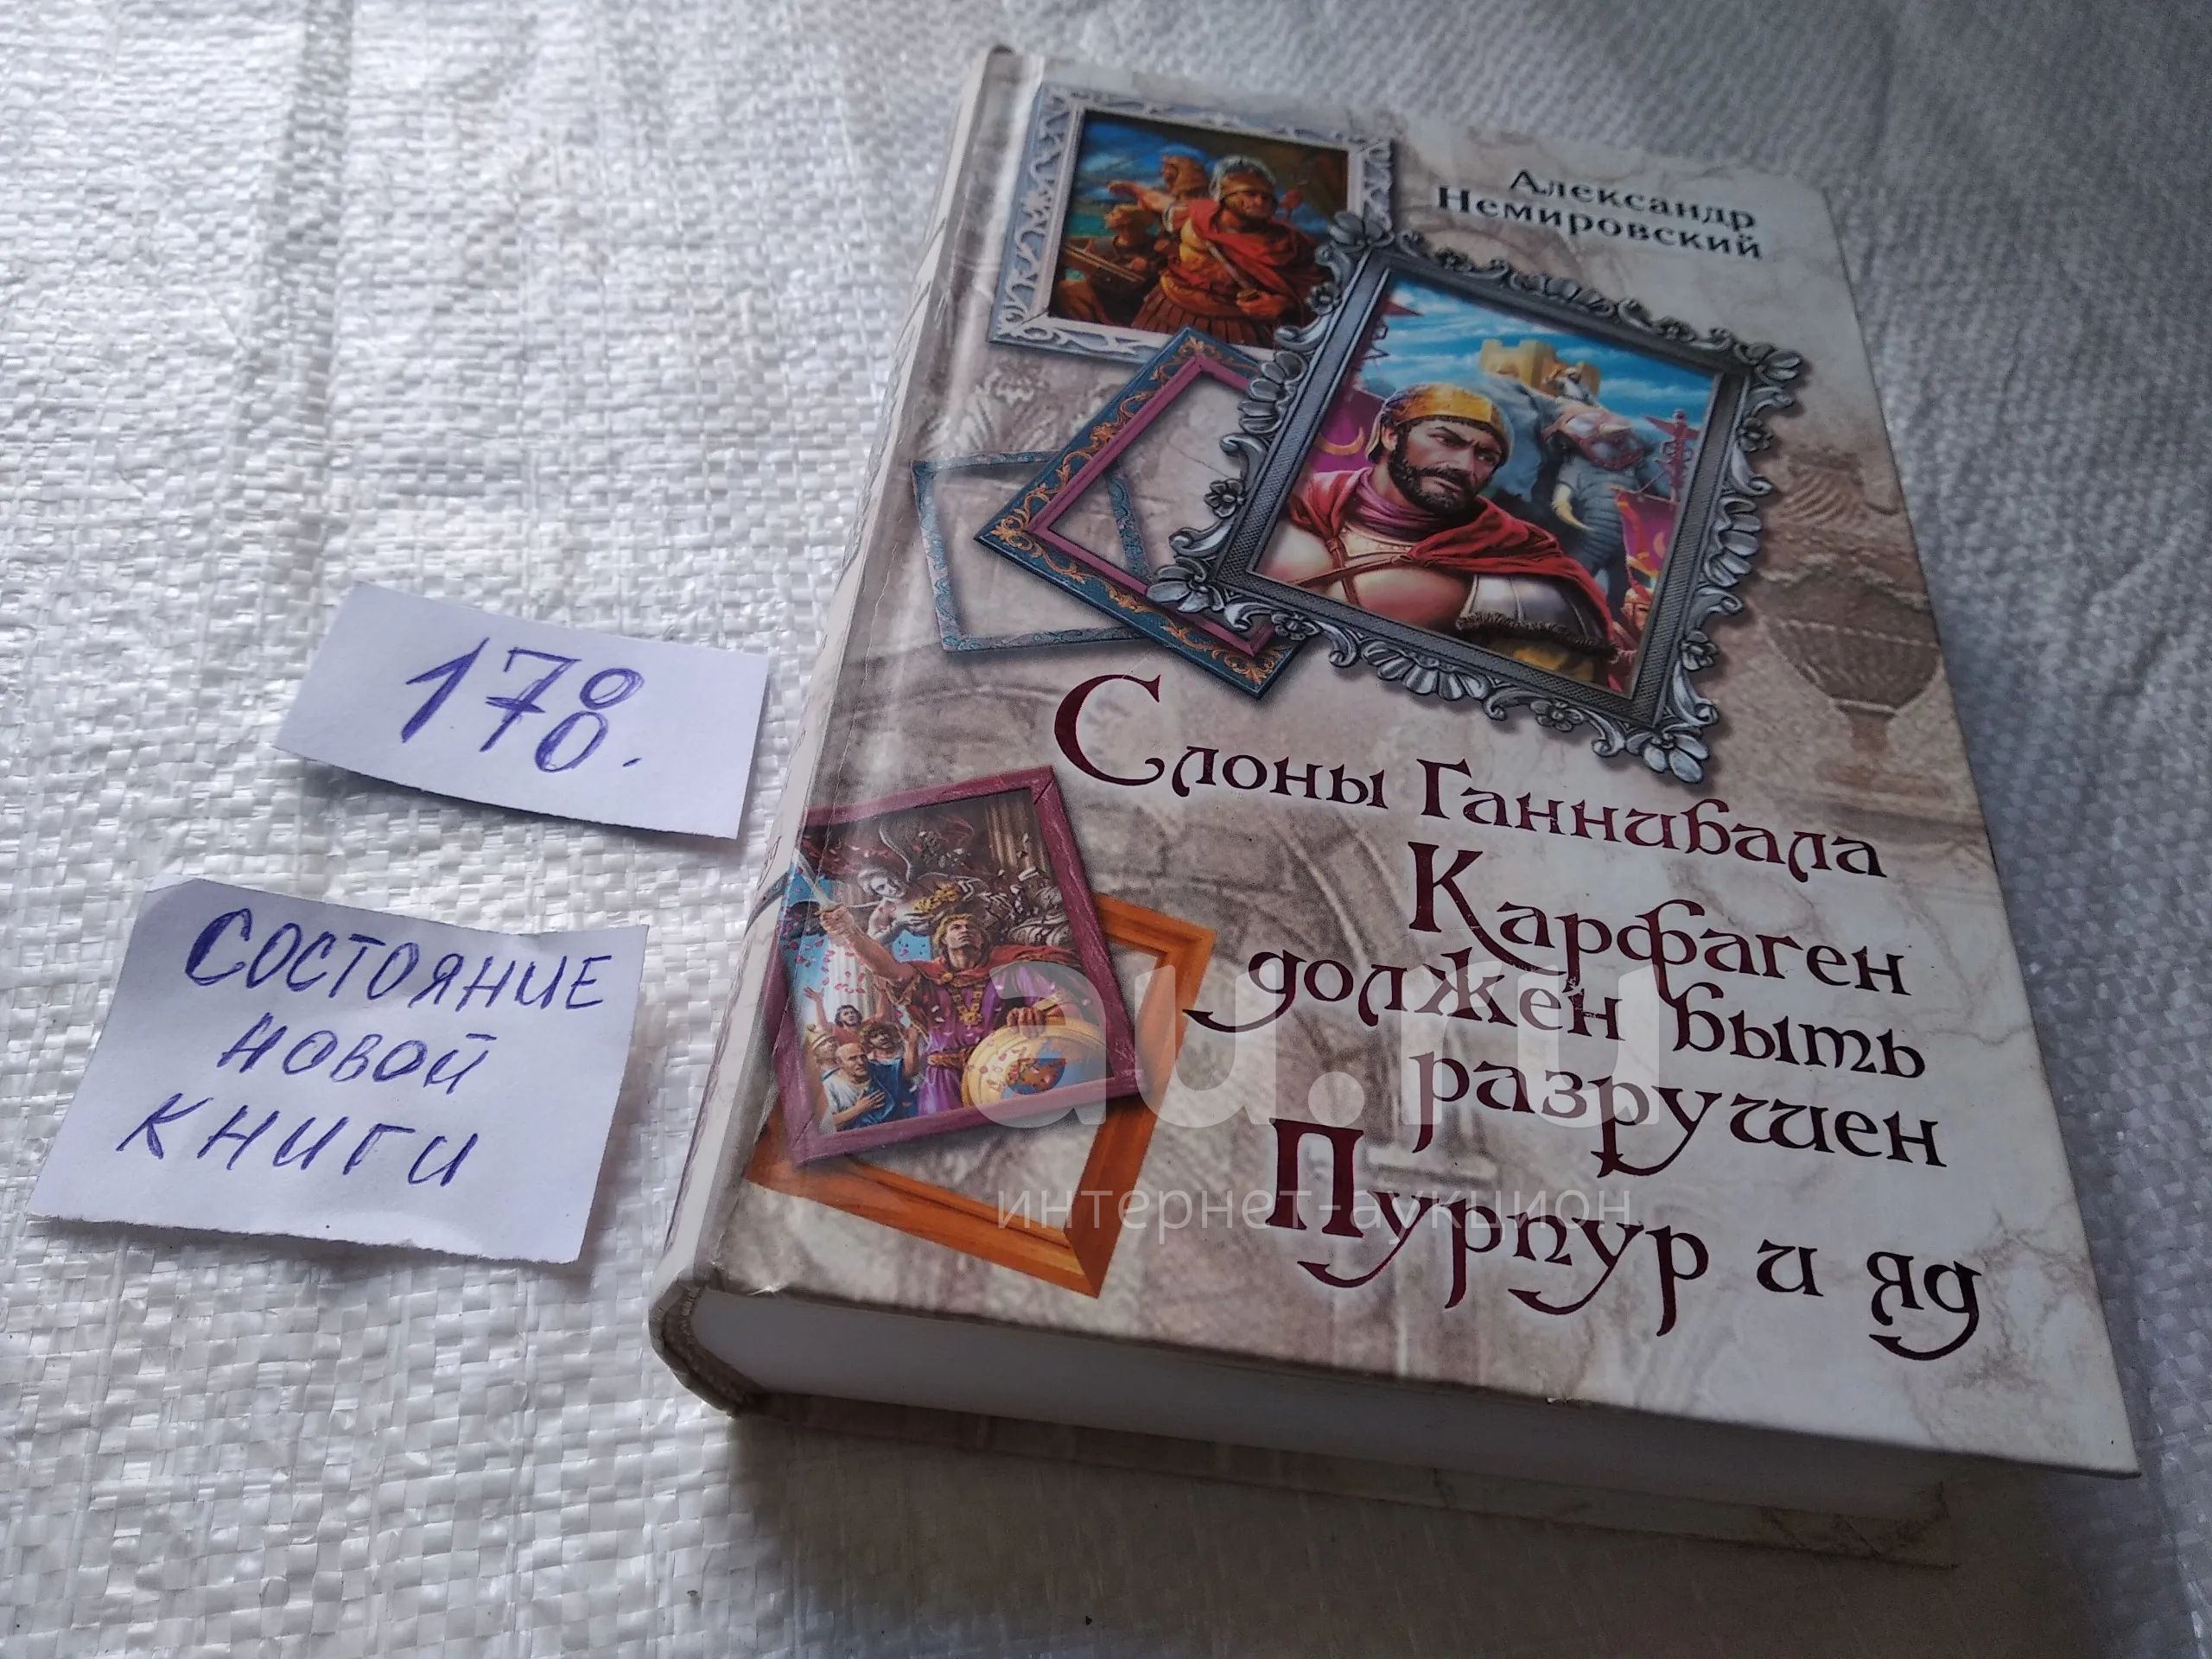 Александр
Немировский
178.
Слоны Ганнибала
Карфаген
должен быть
разрушен
Пурпур и яд
СОСТОЯНИЕ
НОВОЙ
КНИГИ
au.ru
интернет-аукцион